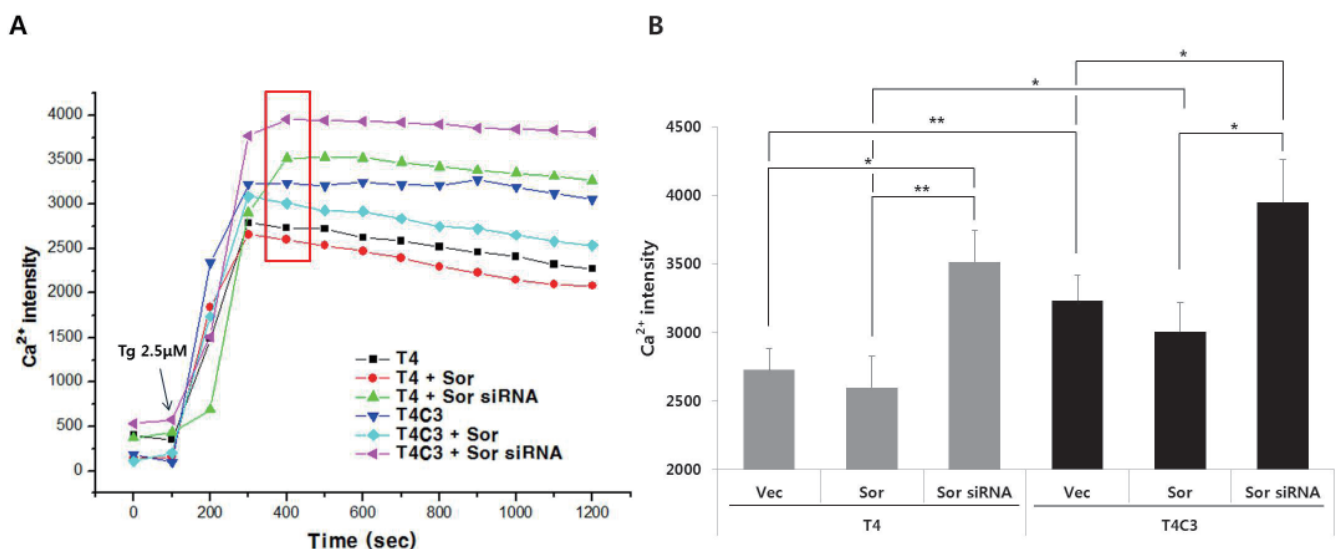 A
Ca²⁺ intensity
4000
3500
3000
2500
2000
1500
1000
500
0
Tg 2.5μM
T4
T4 + Sor
T4 + Sor siRNA
T4C3
T4C3 + Sor
T4C3 + Sor siRNA
0 200 400 600 800 1000 1200
Time (sec)
B
*
*
**
*
*
**
Ca²⁺ intensity
4500
4000
3500
3000
2500
2000
Vec Sor Sor siRNA Vec Sor Sor siRNA
T4 T4C3